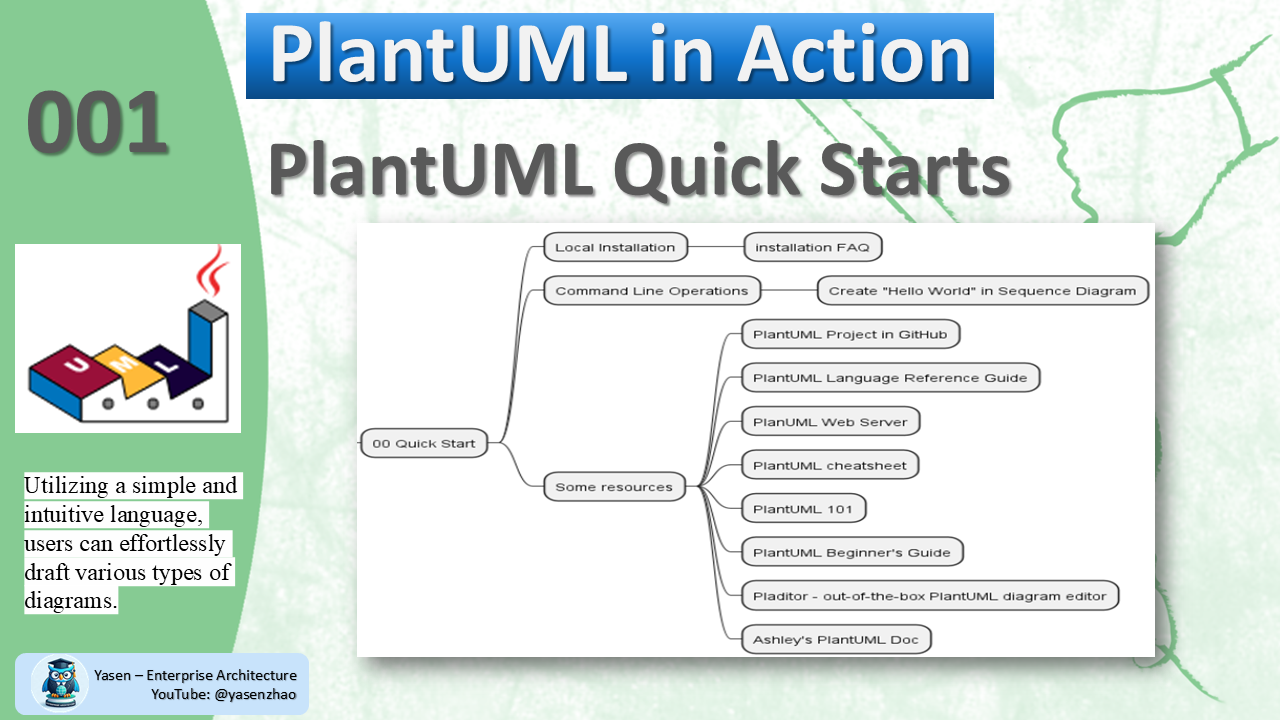 PlantUML in Action
001
PlantUML Quick Starts
Local Installation
installation FAQ
Command Line Operations
Create "Hello World" in Sequence Diagram
PlantUML Project in GitHub
PlantUML Language Reference Guide
PlanUML Web Server
00 Quick Start
PlantUML cheatsheet
Some resources
PlantUML 101
PlantUML Beginner's Guide
Pladitor - out-of-the-box PlantUML diagram editor
Ashley's PlantUML Doc
U M L
Utilizing a simple and
intuitive language,
users can effortlessly
draft various types of
diagrams.
Yasen – Enterprise Architecture
YouTube: @yasenzhao